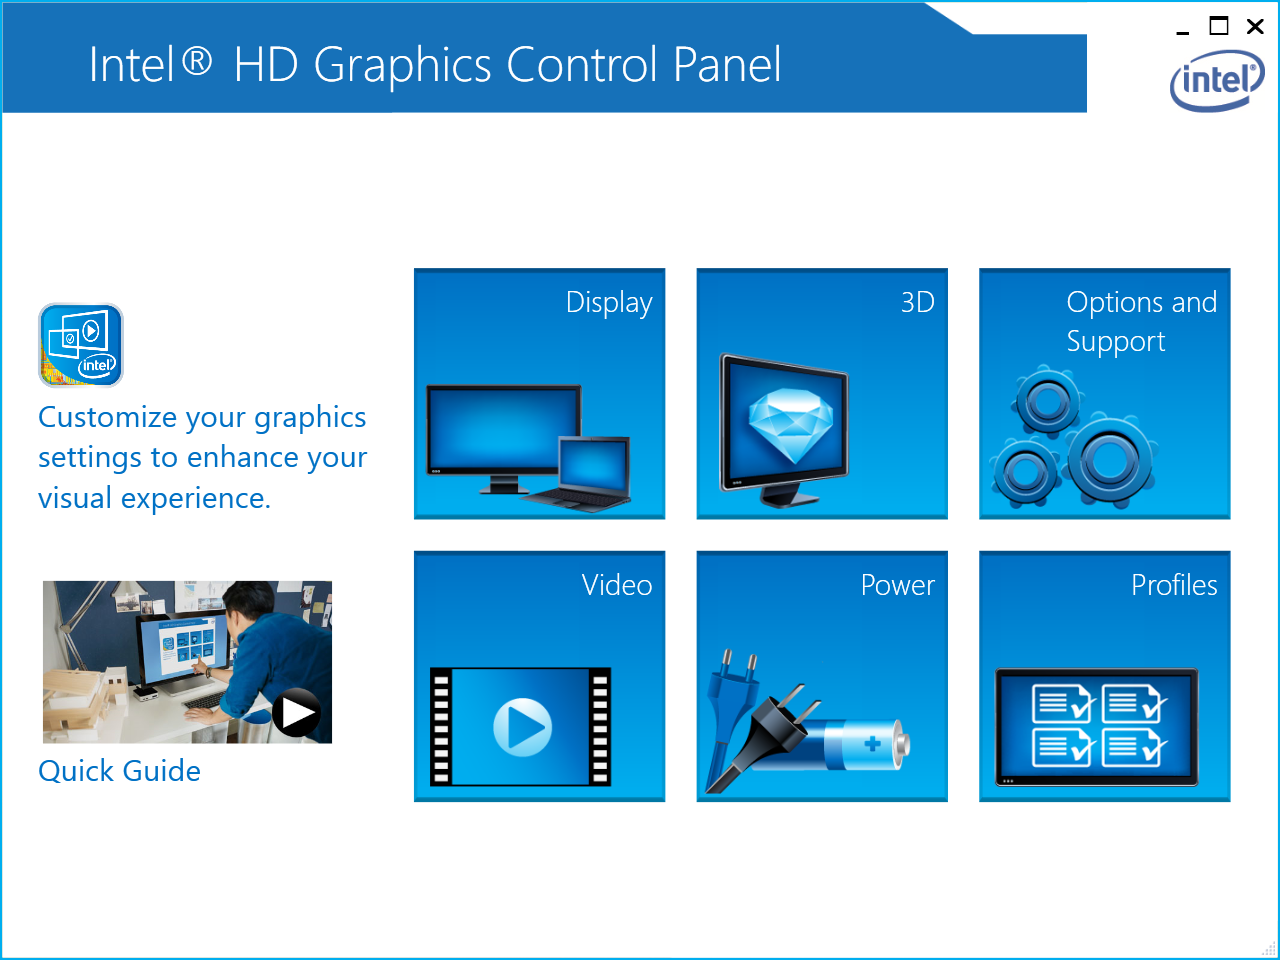 Intel® HD Graphics Control Panel
intel®
Display
3D
Options and
Support
intel
Customize your graphics
settings to enhance your
visual experience.
Video
Power
Profiles
Quick Guide